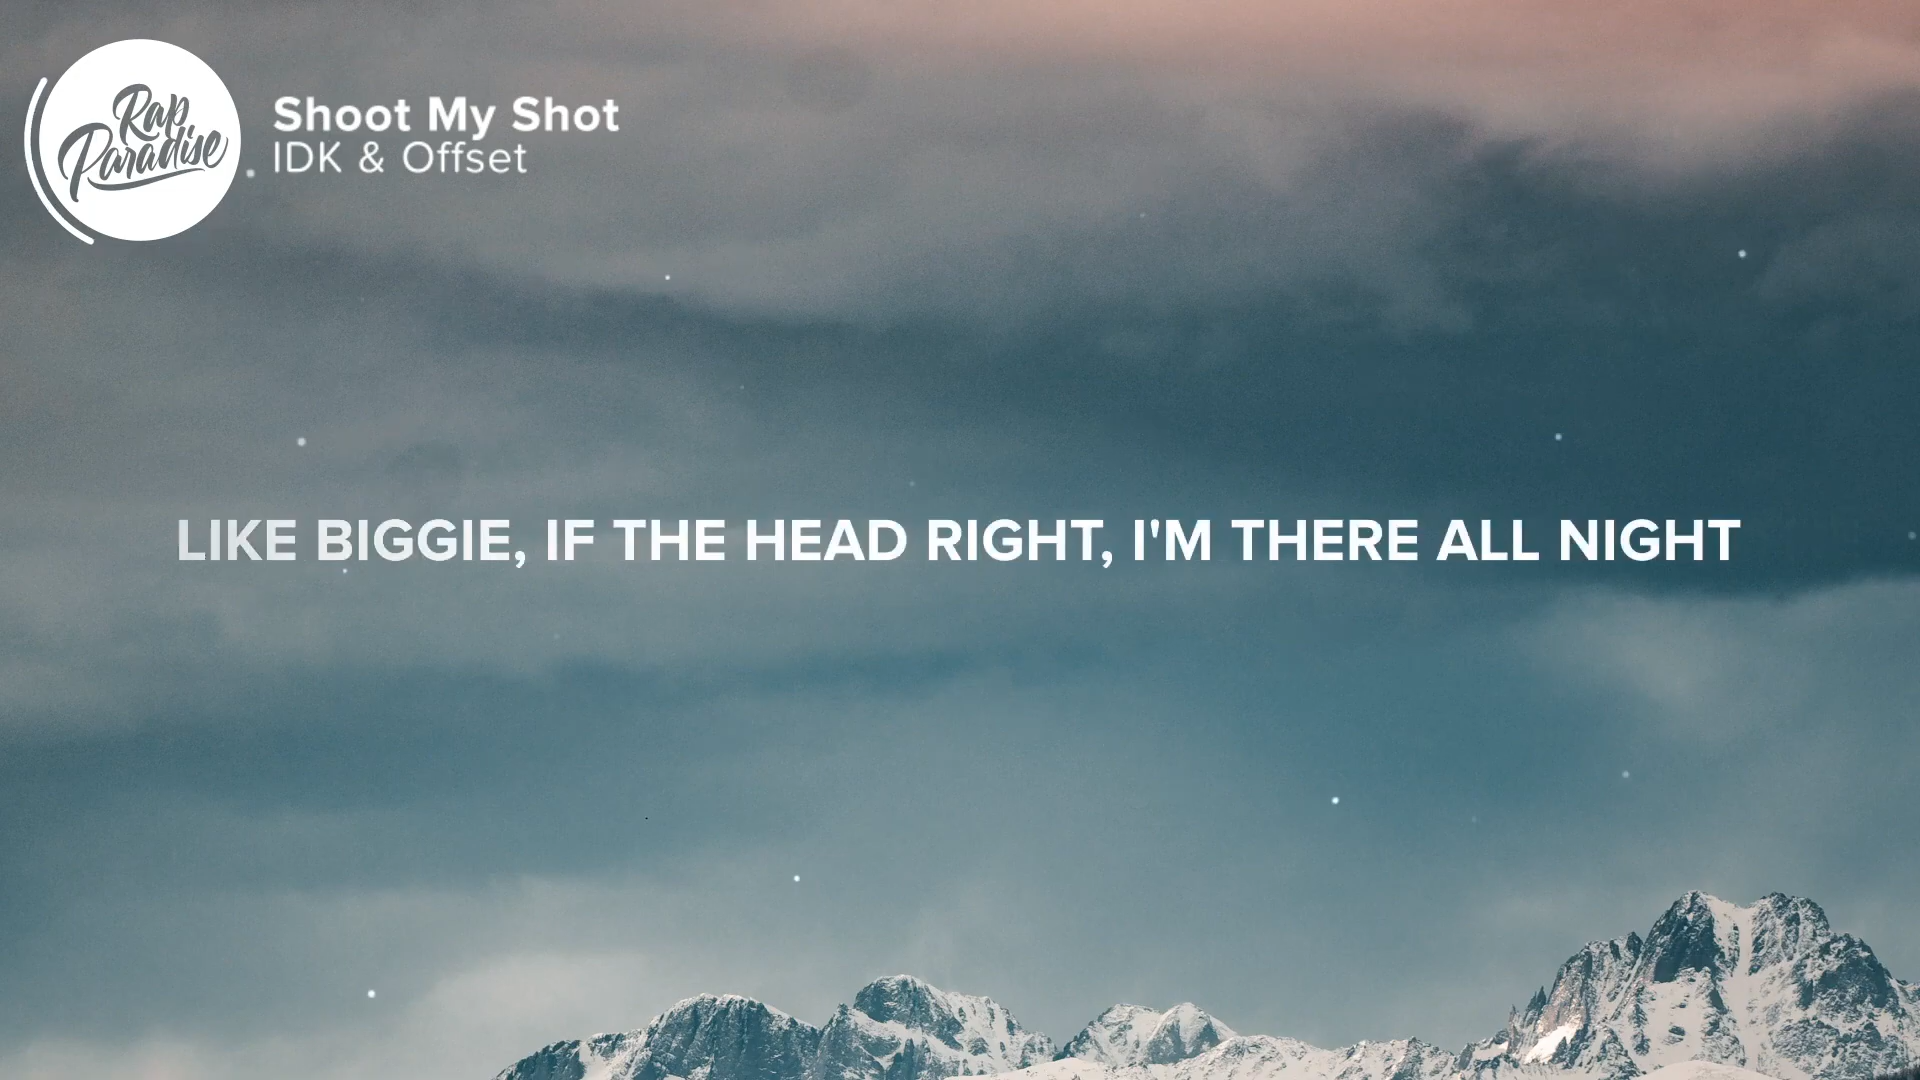 Rap
Paradise
Shoot My Shot
IDK & Offset
LIKE BIGGIE, IF THE HEAD RIGHT, I'M THERE ALL NIGHT